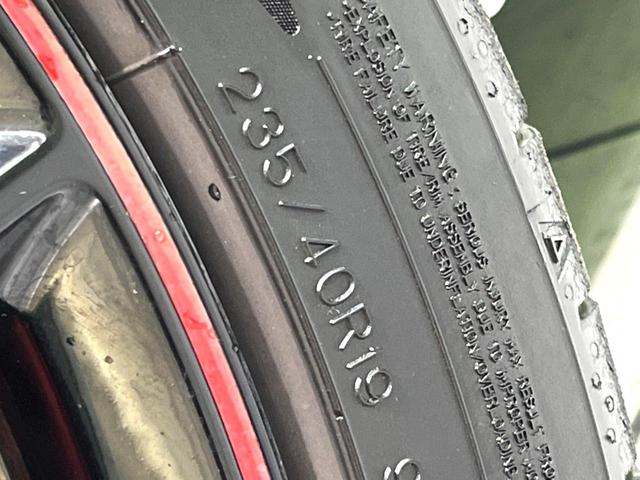 235/40R19 9
SAFETY WARNING: SERIOUS INJURY MAY RESULT FROM
EXPLOSION OF TIRE/RIM ASSEMBLY DUE TO IMPROPER
TIRE FAILURE DUE TO UNDERINFLATION/OVERLOADING